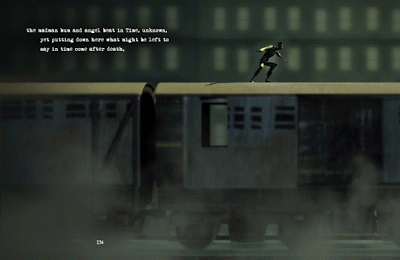 the madman bum and angel beat in Time, unknown,
yet putting down here what might be left to
say in time come after death,
134